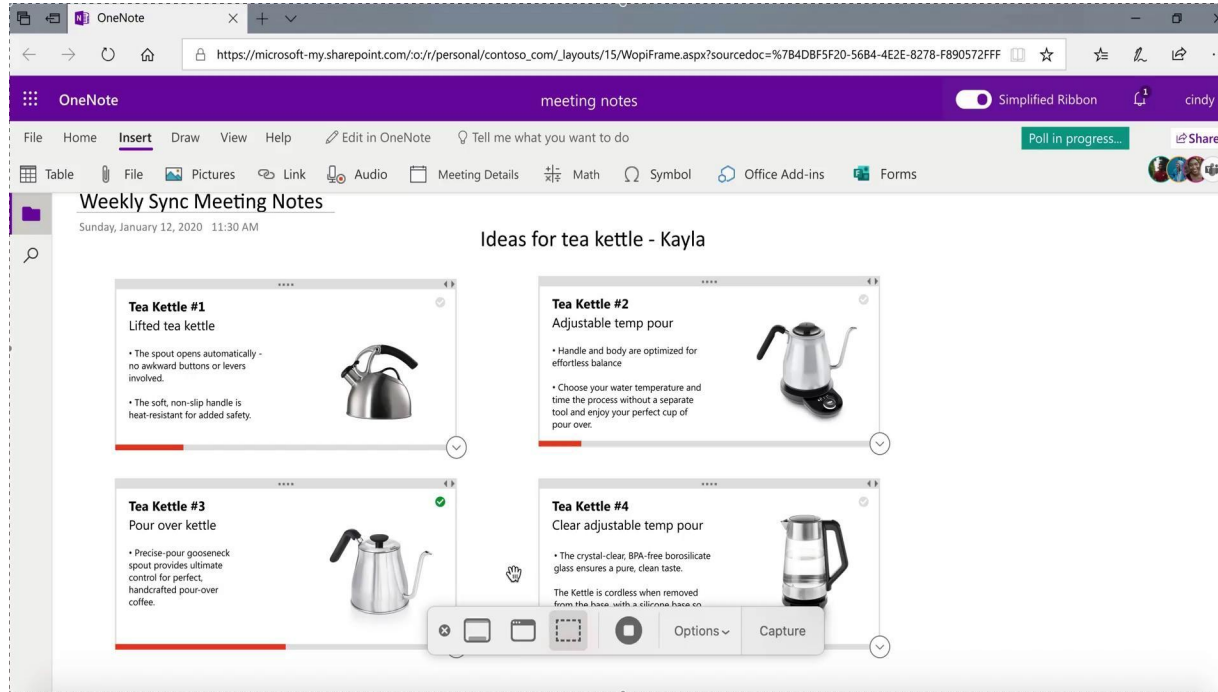 OneNote
https://microsoft-my.sharepoint.com/:o:/r/personal/contoso_com/_layouts/15/WopiFrame.aspx?sourcedoc=%7B4DBF5F20-56B4-4E2E-8278-F890572FFF
OneNote
meeting notes
Simplified Ribbon
1
cindy
File Home Insert Draw View Help Edit in OneNote Tell me what you want to do
Poll in progress...
Share
Table File Pictures Link Audio Meeting Details Math Symbol Office Add-ins Forms
Weekly Sync Meeting Notes
Sunday, January 12, 2020 11:30 AM
Ideas for tea kettle - Kayla
Tea Kettle #1
Lifted tea kettle
• The spout opens automatically -
no awkward buttons or levers
involved.
• The soft, non-slip handle is
heat-resistant for added safety.
Tea Kettle #2
Adjustable temp pour
• Handle and body are optimized for
effortless balance
• Choose your water temperature and
time the process without a separate
tool and enjoy your perfect cup of
pour over.
Tea Kettle #3
Pour over kettle
• Precise-pour gooseneck
spout provides ultimate
control for perfect,
handcrafted pour-over
coffee.
Tea Kettle #4
Clear adjustable temp pour
• The crystal-clear, BPA-free borosilicate
glass ensures a pure, clean taste.
The Kettle is cordless when removed
from the base, with a silicone base so
Options
Capture